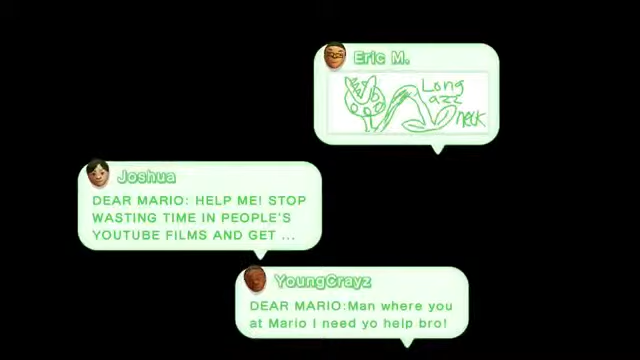 Eric M.
Long
azz
neck
Joshua
DEAR MARIO: HELP ME! STOP
WASTING TIME IN PEOPLE'S
YOUTUBE FILMS AND GET ...
YoungCrayz
DEAR MARIO:Man where you
at Mario I need yo help bro!